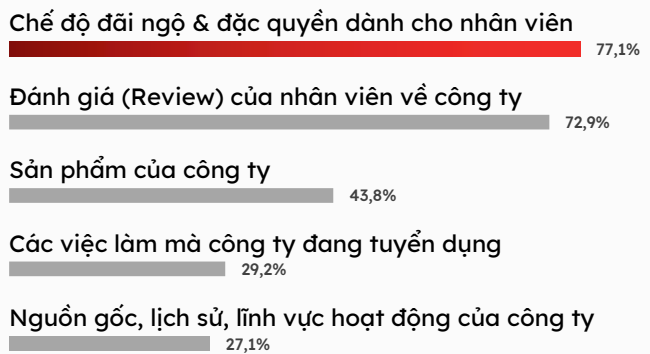 Chế độ đãi ngộ & đặc quyền dành cho nhân viên
77,1%
Đánh giá (Review) của nhân viên về công ty
72,9%
Sản phẩm của công ty
43,8%
Các việc làm mà công ty đang tuyển dụng
29,2%
Nguồn gốc, lịch sử, lĩnh vực hoạt động của công ty
27,1%